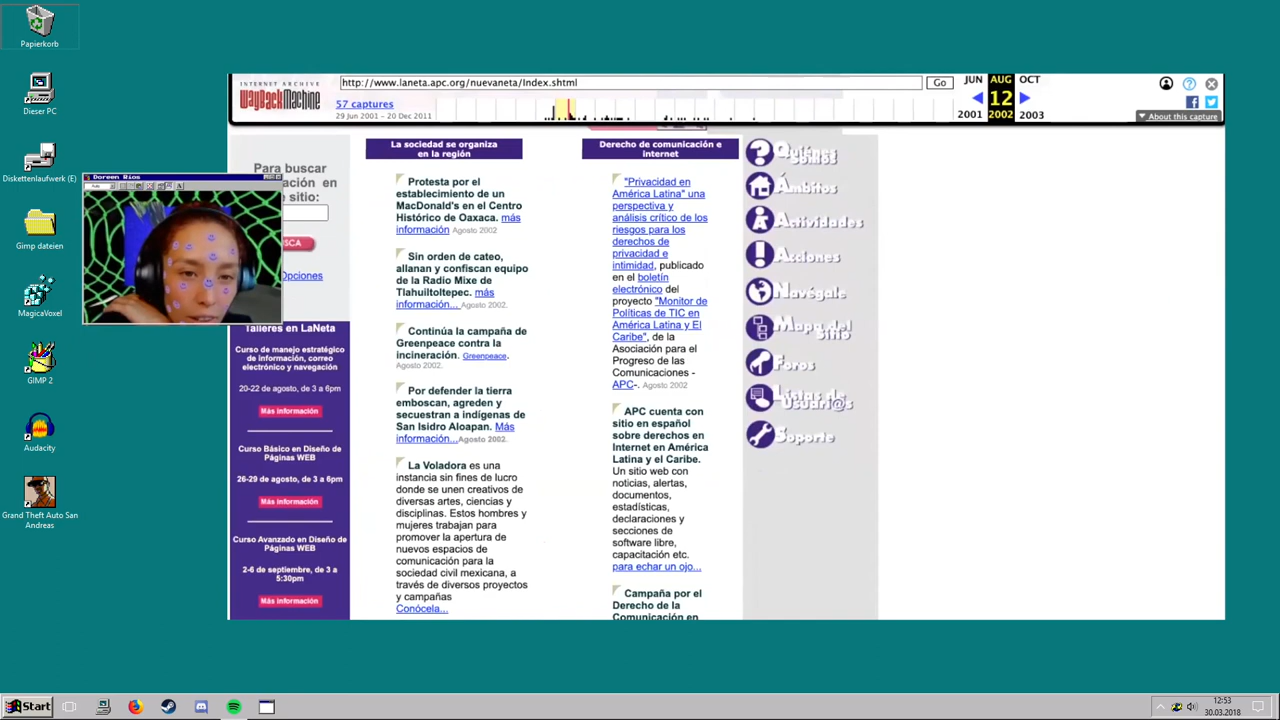 Papierkorb
Dieser PC
Diskettenlaufwerk (E)
Gimp dateien
MagicaVoxel
GIMP 2
Audacity
Grand Theft Auto San
Andreas
Doreen Ríos
INTERNET ARCHIVE
WayBackMachine
http://www.laneta.apc.org/nuevaneta/Index.shtml
Go
JUN
AUG
OCT
57 captures
12
29 Jun 2001 – 20 Dec 2011
2001
2002
2003
About this capture
Para buscar
en
sitio:
Opciones
Talleres en LaNeta
Curso de manejo estratégico
de información, correo
electrónico y navegación
20-22 de agosto, de 3 a 6pm
Más información
Curso Básico en Diseño de
Páginas WEB
26-29 de agosto, de 3 a 6pm
Más información
Curso Avanzado en Diseño de
Páginas WEB
2-6 de septiembre, de 3 a
5:30pm
Más información
La sociedad se organiza
en la región
Protesta por el
establecimiento de un
MacDonald's en el Centro
Histórico de Oaxaca. más
información Agosto 2002
Sin orden de cateo,
allanan y confiscan equipo
de la Radio Mixe de
Tlahuiltoltepec. más
información... Agosto 2002.
Continúa la campaña de
Greenpeace contra la
incineración. Greenpeace.
Agosto 2002.
Por defender la tierra
emboscan, agreden y
secuestran a indígenas de
San Isidro Aloapan. Más
información...Agosto 2002.
La Voladora es una
instancia sin fines de lucro
donde se unen creativos de
diversas artes, ciencias y
disciplinas. Estos hombres y
mujeres trabajan para
promover la apertura de
nuevos espacios de
comunicación para la
sociedad civil mexicana, a
través de diversos proyectos
y campañas
Conócela...
Derecho de comunicación e
internet
"Privacidad en
América Latina" una
perspectiva y
análisis crítico de los
riesgos para los
derechos de
privacidad e
intimidad, publicado
en el boletín
electrónico del
proyecto "Monitor de
Políticas de TIC en
América Latina y El
Caribe", de la
Asociación para el
Progreso de las
Comunicaciones -
APC-. Agosto 2002
APC cuenta con
sitio en español
sobre derechos en
Internet en América
Latina y el Caribe.
Un sitio web con
noticias, alertas,
documentos,
estadísticas,
declaraciones y
secciones de
software libre,
capacitación etc.
para echar un ojo...
Campaña por el
Derecho de la
Comunicación en
Quiénes
somos
Ámbitos
Actividades
Acciones
Navégale
Mapa del
sitio
Foros
Listas de
Usuari@s
Soporte
Start
12:53
30.03.2018